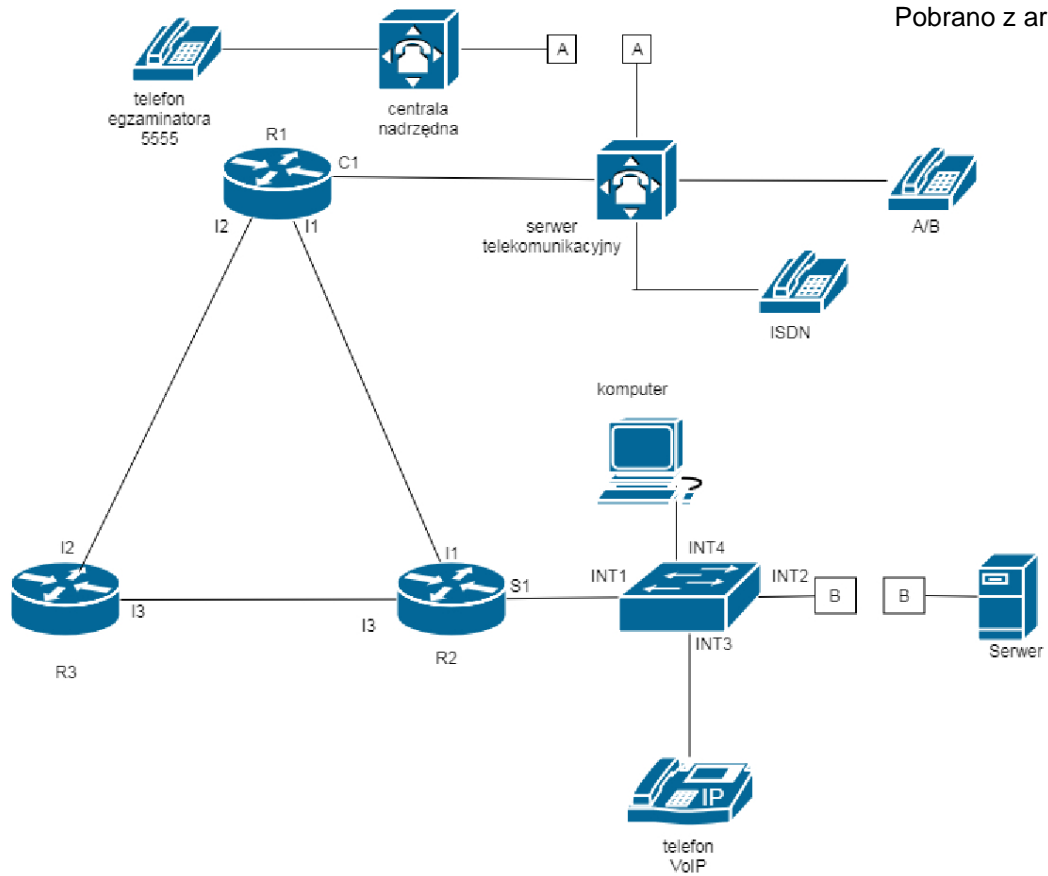 Pobrano z ar
A
A
telefon
egzaminatora
5555
centrala
nadrzędna
R1
C1
I2
I1
serwer
telekomunikacyjny
A/B
ISDN
komputer
I2
I1
INT4
INT1
INT2
S1
B
B
I3
I3
INT3
R3
R2
Serwer
IP
telefon
VoIP